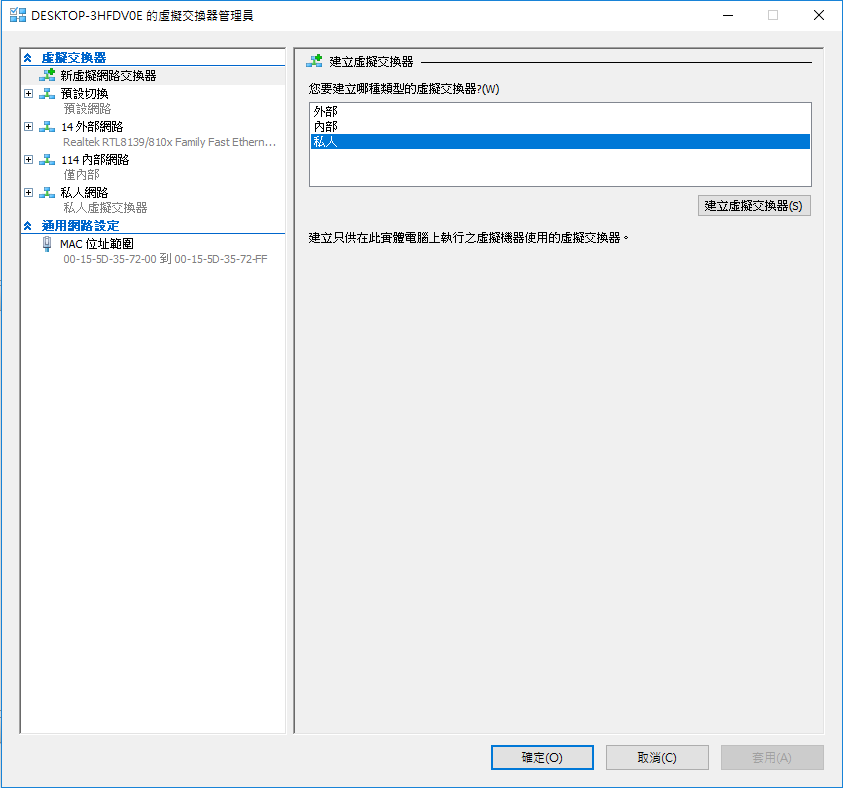 DESKTOP-3HFDV0E 的虛擬交換器管理員
虛擬交換器
新虛擬網路交換器
預設切換
預設網路
14 外部網路
Realtek RTL8139/810x Family Fast Ethern...
114 內部網路
僅內部
私人網路
私人虛擬交換器
通用網路設定
MAC 位址範圍
00-15-5D-35-72-00 到 00-15-5D-35-72-FF
建立虛擬交換器
您要建立哪種類型的虛擬交換器?(W)
外部
內部
私人
建立虛擬交換器(S)
建立只供在此實體電腦上執行之虛擬機器使用的虛擬交換器。
確定(O)
取消(C)
套用(A)